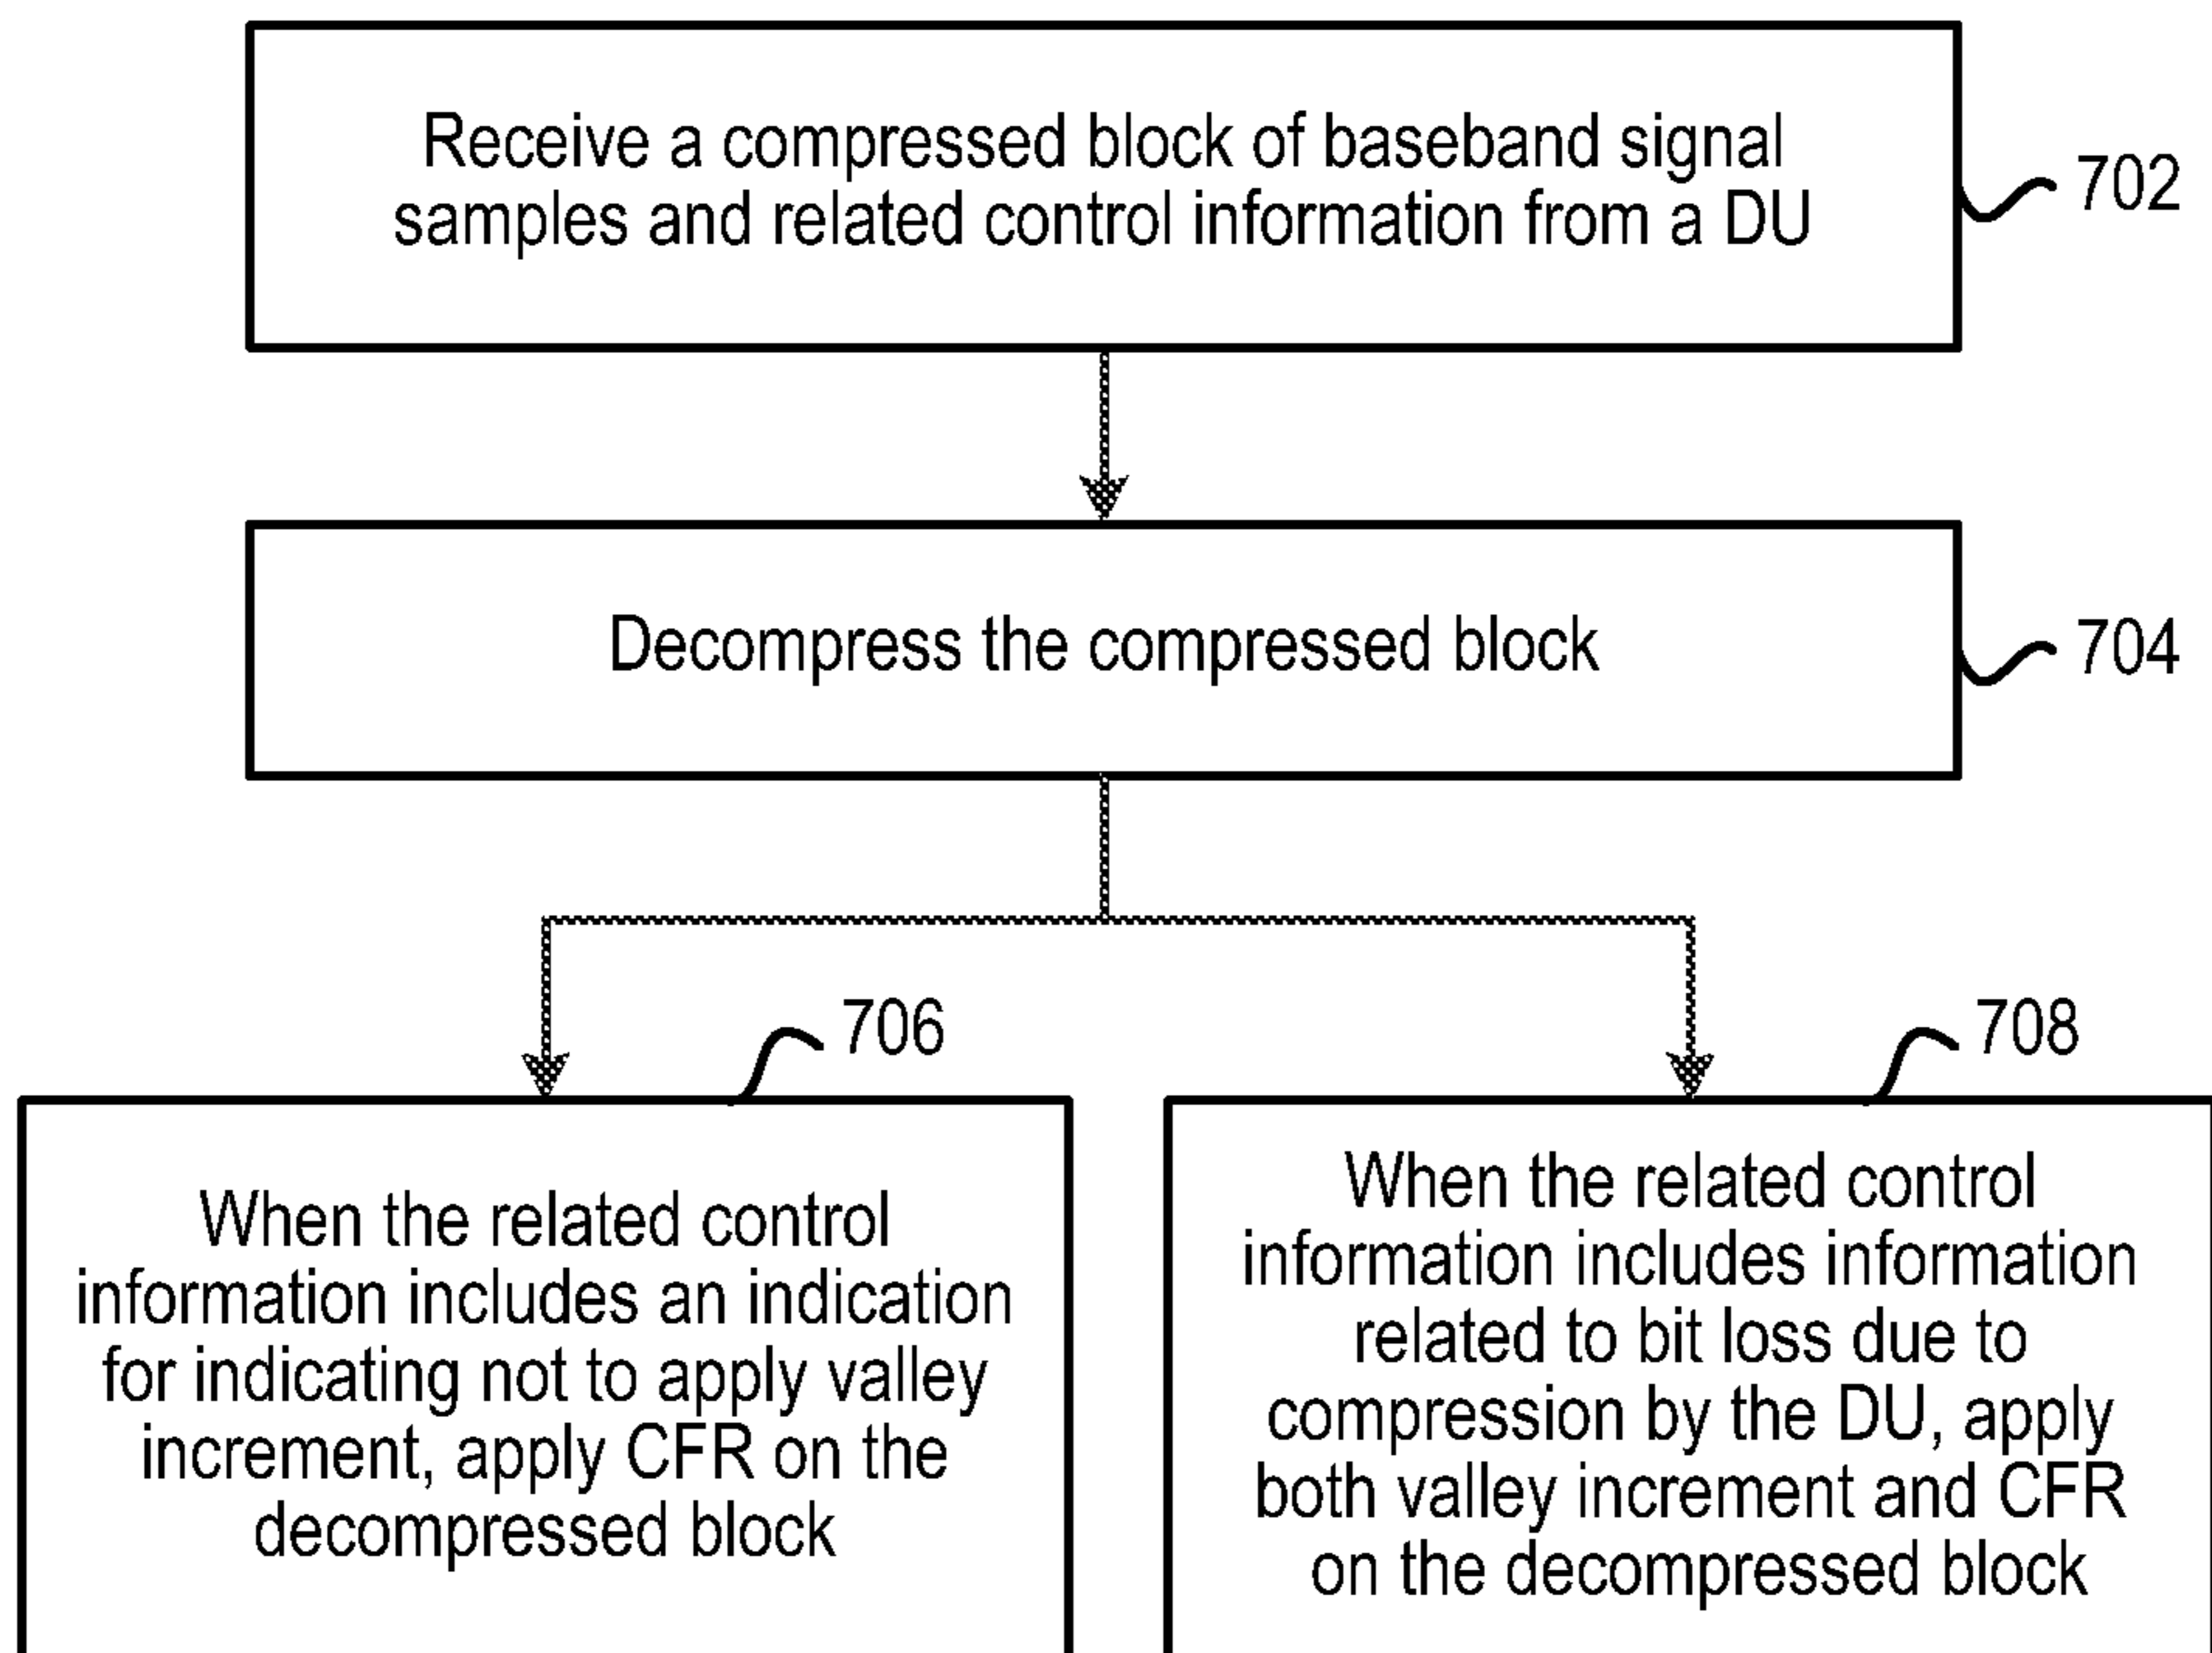 Receive a compressed block of baseband signal
samples and related control information from a DU
702
Decompress the compressed block
704
706
When the related control
information includes an indication
for indicating not to apply valley
increment, apply CFR on the
decompressed block
708
When the related control
information includes information
related to bit loss due to
compression by the DU, apply
both valley increment and CFR
on the decompressed block